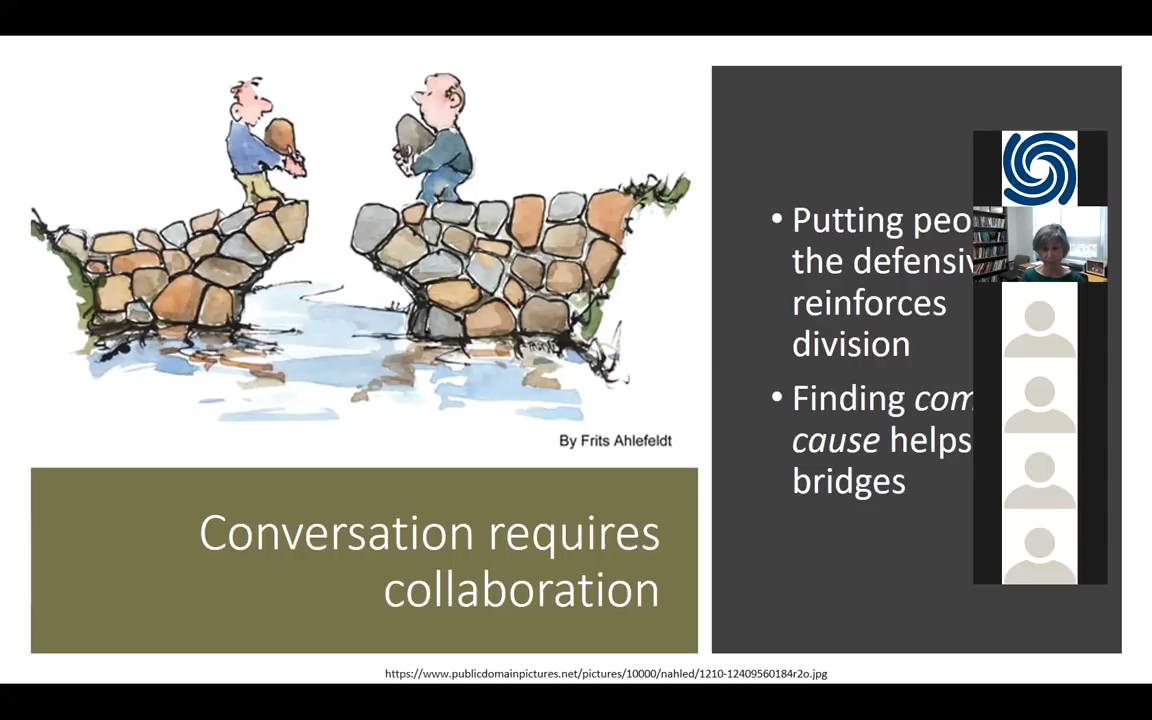 By Frits Ahlefeldt
Conversation requires
collaboration
• Putting peo
the defensiv
reinforces
division
• Finding com
cause helps
bridges
https://www.publicdomainpictures.net/pictures/10000/nahled/1210-12409560184r2o.jpg